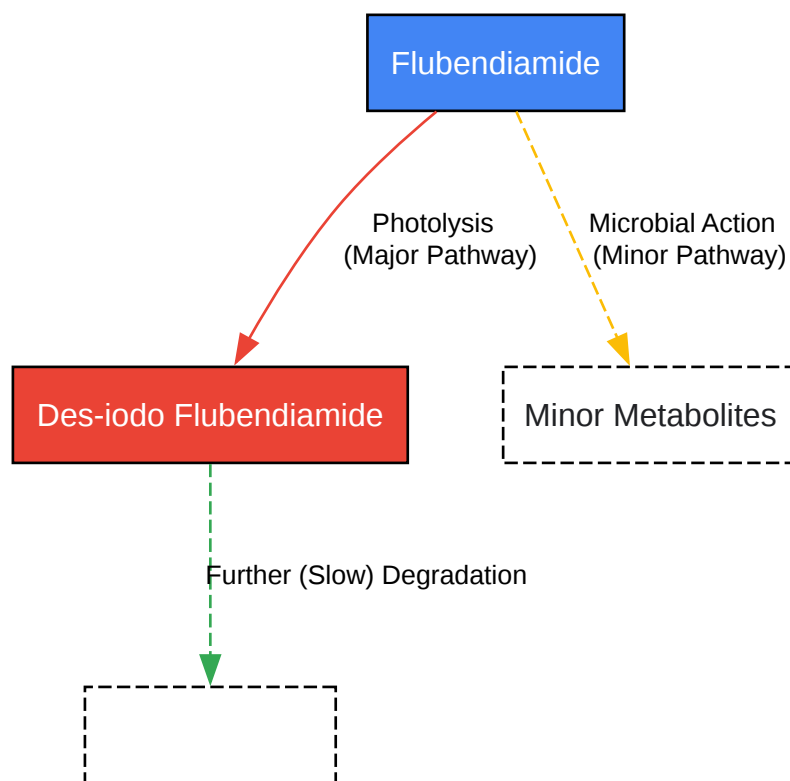 Flubendiamide
Photolysis
(Major Pathway)
Microbial Action
(Minor Pathway)
Des-iodo Flubendiamide
Minor Metabolites
Further (Slow) Degradation